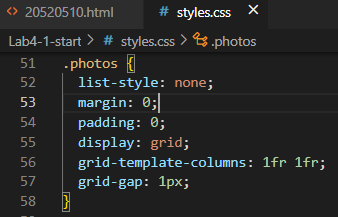 20520510.html
styles.css
Lab4-1-start > styles.css > .photos
51 .photos {
52 list-style: none;
53 margin: 0;
54 padding: 0;
55 display: grid;
56 grid-template-columns: 1fr 1fr;
57 grid-gap: 1px;
58 }